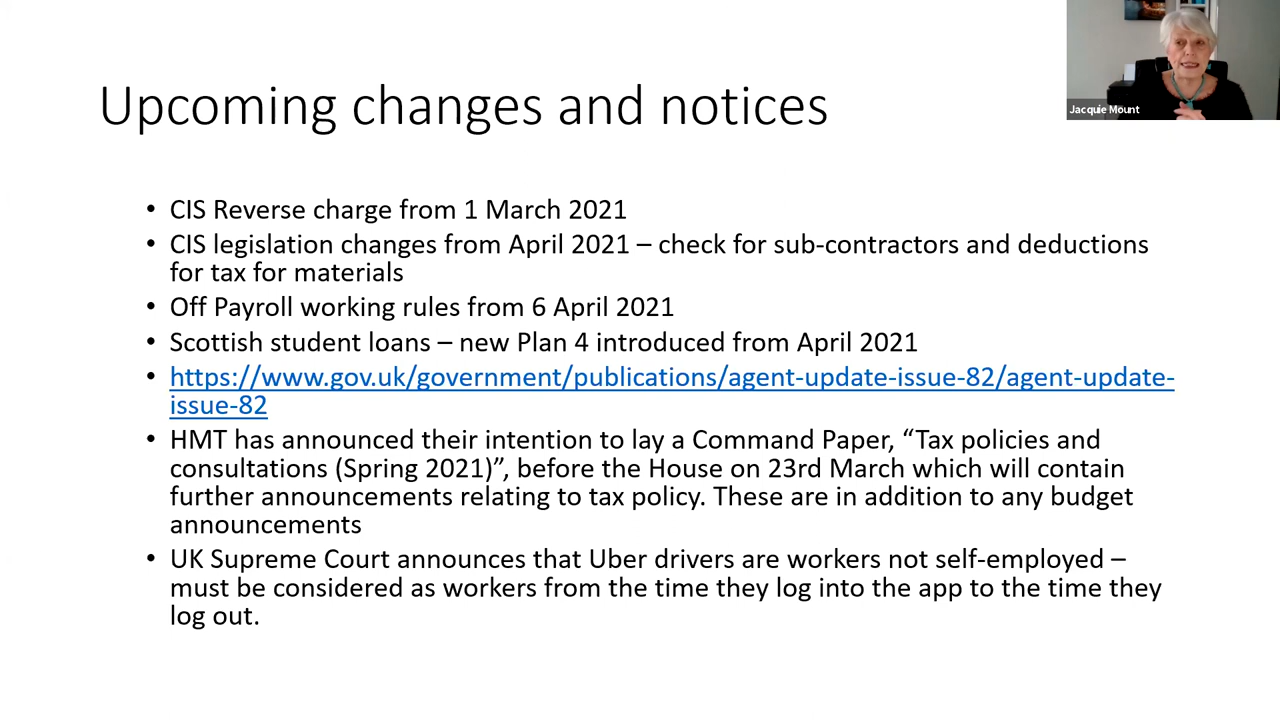 Upcoming changes and notices
Jacquie Mount
• CIS Reverse charge from 1 March 2021
• CIS legislation changes from April 2021 – check for sub-contractors and deductions
for tax for materials
• Off Payroll working rules from 6 April 2021
• Scottish student loans – new Plan 4 introduced from April 2021
• https://www.gov.uk/government/publications/agent-update-issue-82/agent-update-
issue-82
• HMT has announced their intention to lay a Command Paper, “Tax policies and
consultations (Spring 2021)”, before the House on 23rd March which will contain
further announcements relating to tax policy. These are in addition to any budget
announcements
• UK Supreme Court announces that Uber drivers are workers not self-employed –
must be considered as workers from the time they log into the app to the time they
log out.